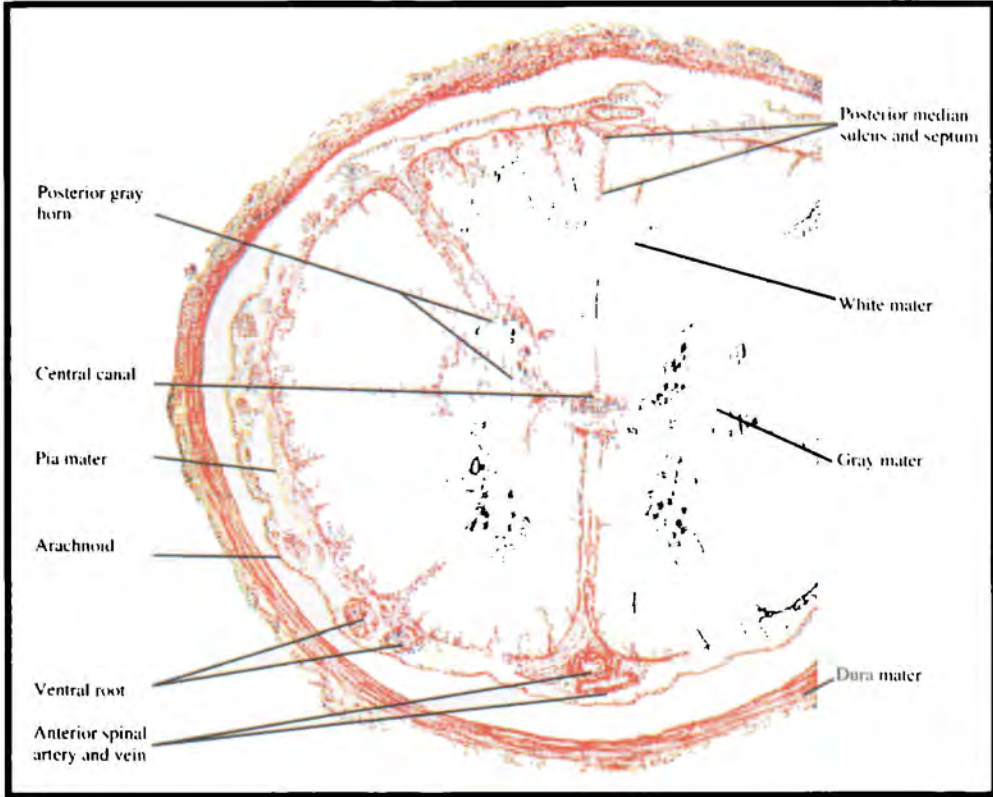 Posterior median
sulcus and septum
Posterior gray
horn
White mater
Central canal
Pia mater
Gray mater
Arachnoid
Ventral root
Dura mater
Anterior spinal
artery and vein